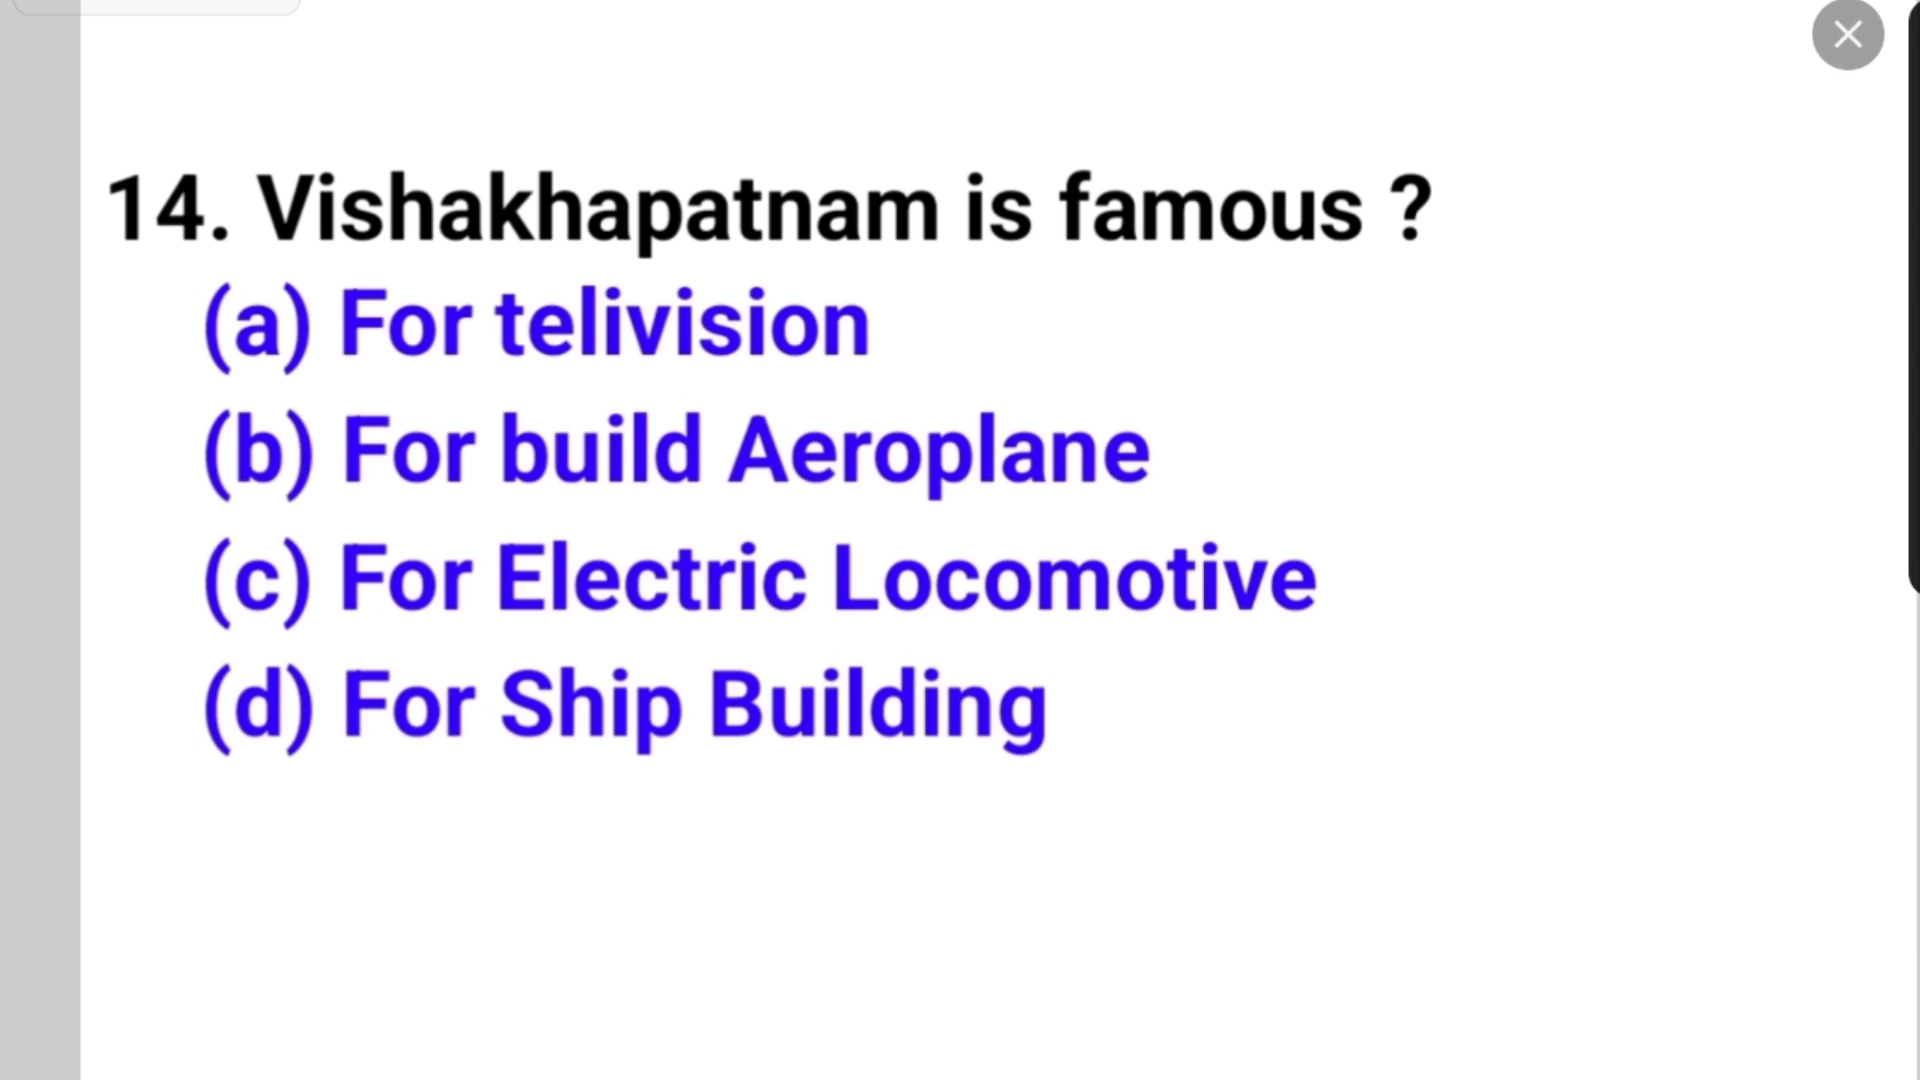 14. Vishakhapatnam is famous ?
(a) For telivision
(b) For build Aeroplane
(c) For Electric Locomotive
(d) For Ship Building